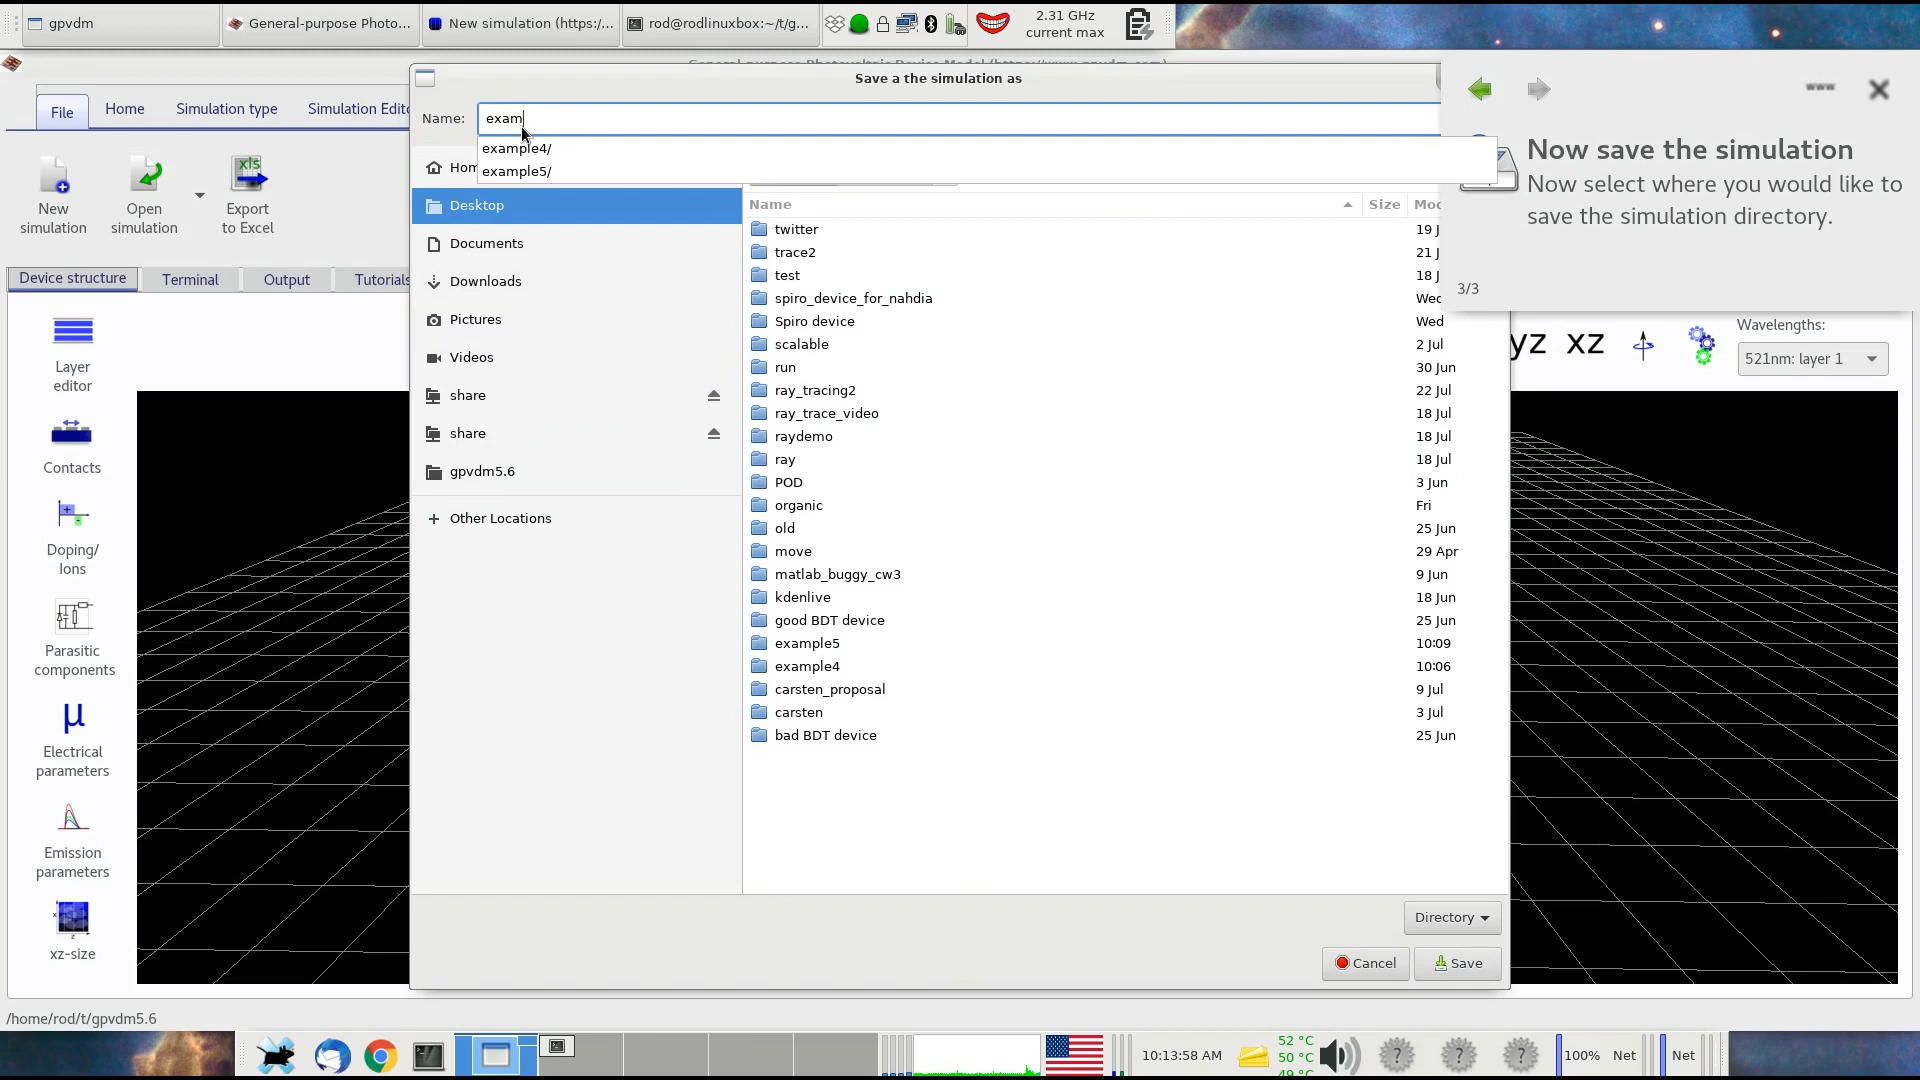 gpvdm
General-purpose Photo...
New simulation (https:/...
rod@rodlinuxbox:~/t/g...
2.31 GHz
current max
Save a the simulation as
File
Home
Simulation type
Name:
exam
example4/
example5/
New
simulation
Open
simulation
xls
Export
to Excel
Device structure
Terminal
Output
Tutorials
Layer
editor
Contacts
Doping/
Ions
Parasitic
components
μ
Electrical
parameters
Emission
parameters
xz-size
Desktop
Documents
Downloads
Pictures
Videos
share
share
gpvdm5.6
Other Locations
Name
Size
twitter
trace2
test
spiro_device_for_nahdia
Spiro device Wed
scalable 2 Jul
run 30 Jun
ray_tracing2 22 Jul
ray_trace_video 18 Jul
raydemo 18 Jul
ray 18 Jul
POD 3 Jun
organic Fri
old 25 Jun
move 29 Apr
matlab_buggy_cw3 9 Jun
kdenlive 18 Jun
good BDT device 25 Jun
example5 10:09
example4 10:06
carsten_proposal 9 Jul
carsten 3 Jul
bad BDT device 25 Jun
Directory
Cancel
Save
www
Now save the simulation
Now select where you would like to
save the simulation directory.
3/3
yz
xz
Wavelengths:
521nm: layer 1
/home/rod/t/gpvdm5.6
10:13:58 AM
52 °C
50 °C
49 °C
100%
Net
Net